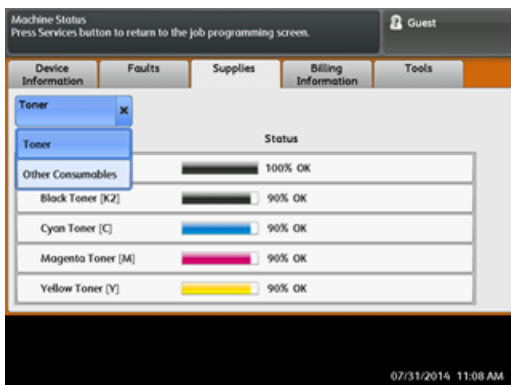 Machine Status
Press Services button to return to the job programming screen.
Guest
Device Information
Faults
Supplies
Billing Information
Tools
Toner
Status
Toner
Other Consumables
100% OK
Black Toner [K2]
90% OK
Cyan Toner [C]
90% OK
Magenta Toner [M]
90% OK
Yellow Toner [Y]
90% OK
07/31/2014 11:08 AM